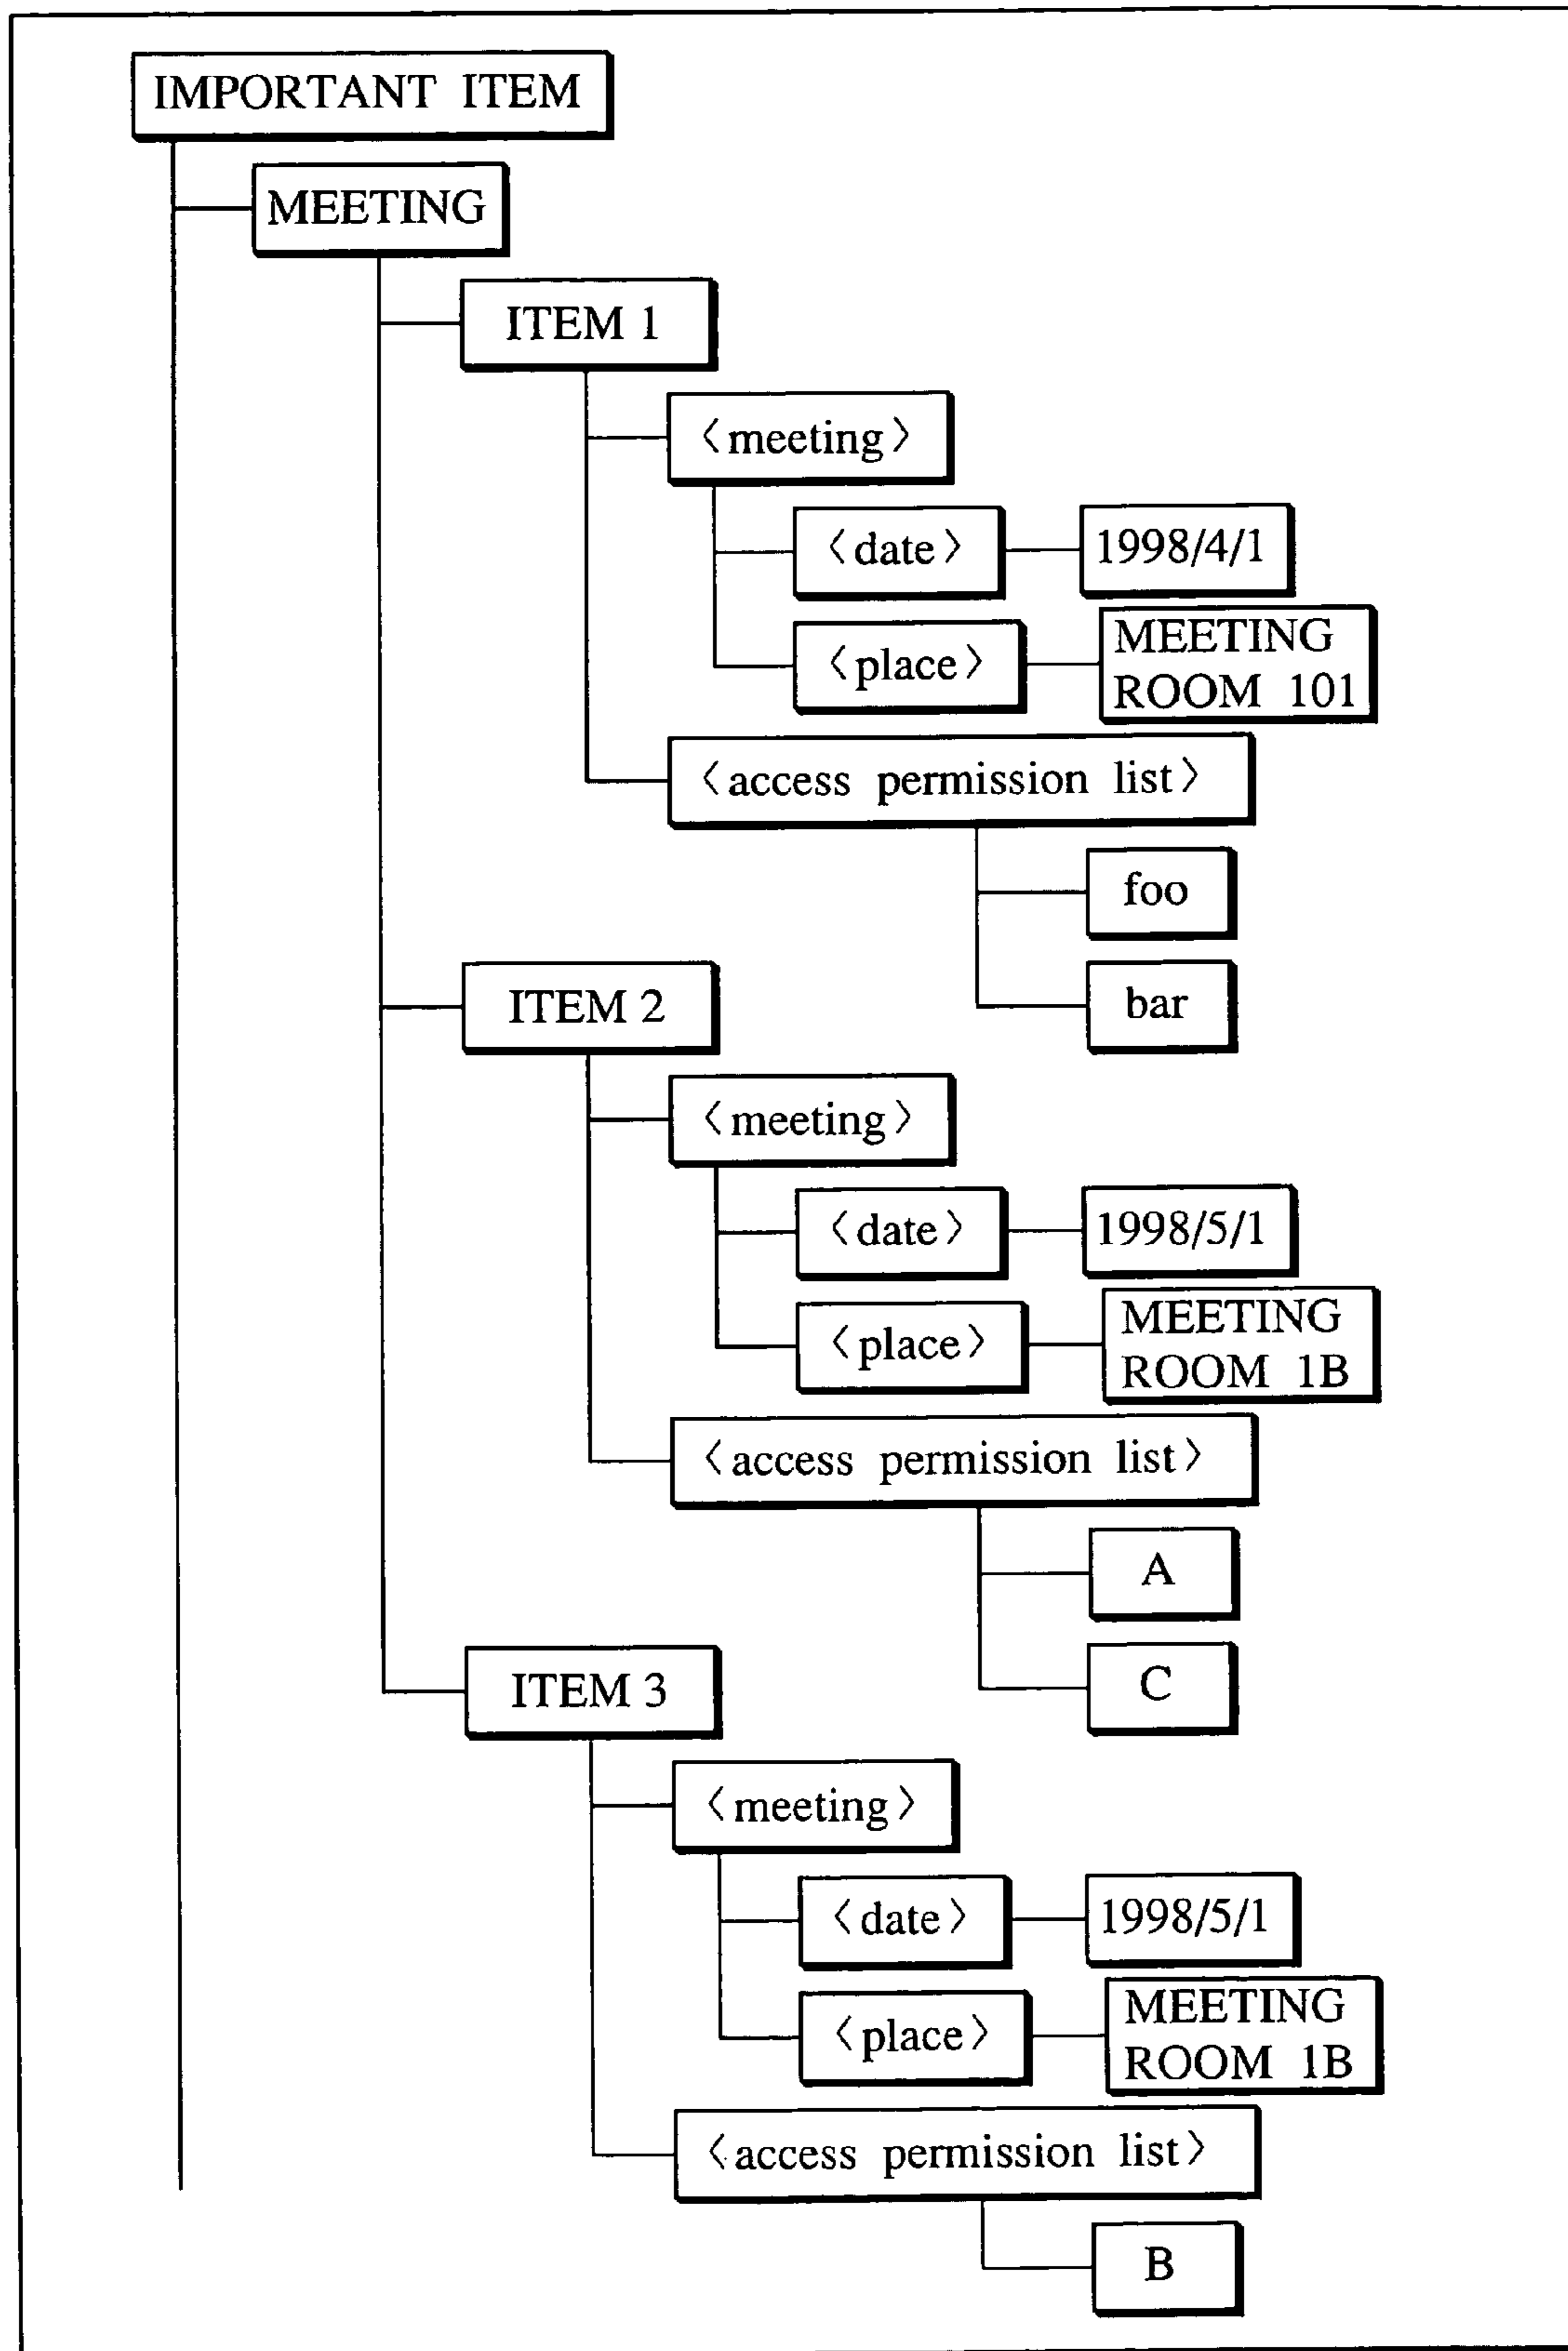 IMPORTANT ITEM
MEETING
ITEM 1
〈meeting〉
〈date〉 1998/4/1
〈place〉 MEETING
ROOM 101
〈access permission list〉
foo
bar
ITEM 2
〈meeting〉
〈date〉 1998/5/1
〈place〉 MEETING
ROOM 1B
〈access permission list〉
A
C
ITEM 3
〈meeting〉
〈date〉 1998/5/1
〈place〉 MEETING
ROOM 1B
〈access permission list〉
B